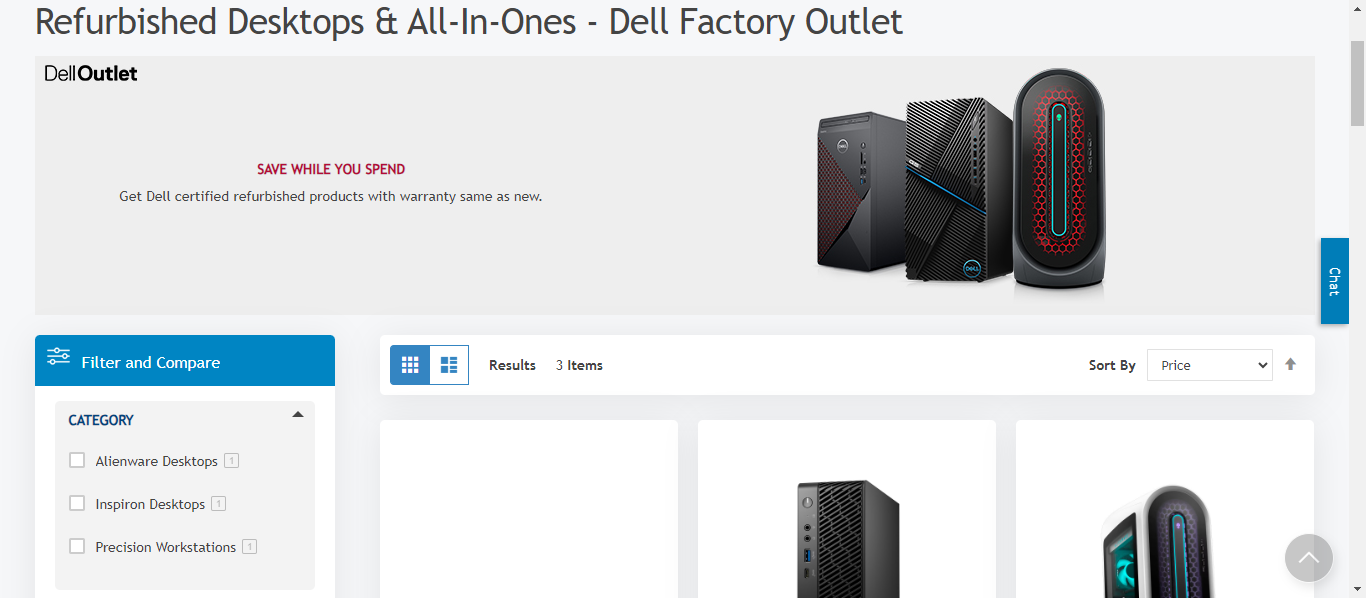 Refurbished Desktops & All-In-Ones - Dell Factory Outlet
DellOutlet
SAVE WHILE YOU SPEND
Get Dell certified refurbished products with warranty same as new.
DELL
DELL
Chat
Filter and Compare
Results 3 Items
Sort By Price
CATEGORY
Alienware Desktops 1
Inspiron Desktops 1
Precision Workstations 1